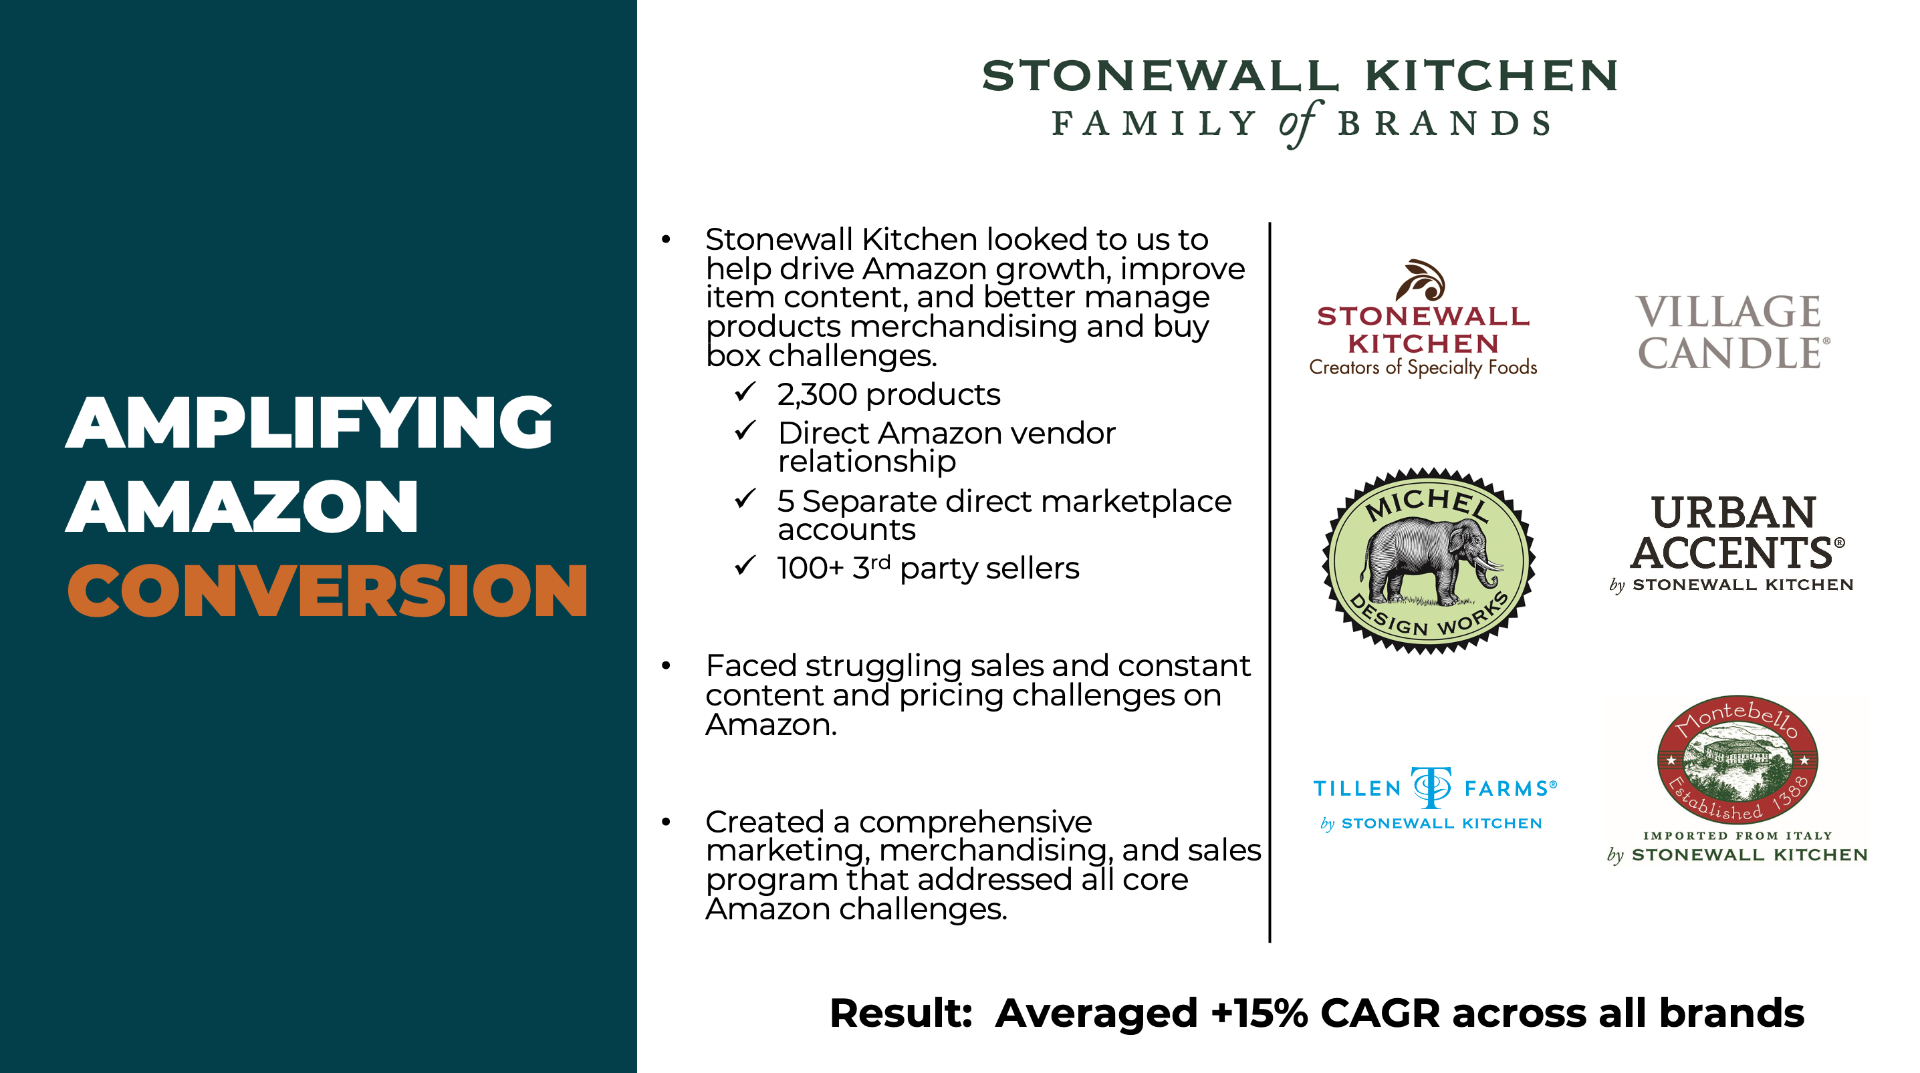 AMPLIFYING
AMAZON
CONVERSION
STONEWALL KITCHEN
FAMILY of BRANDS
• Stonewall Kitchen looked to us to
help drive Amazon growth, improve
item content, and better manage
products merchandising and buy
box challenges.
✓ 2,300 products
✓ Direct Amazon vendor
relationship
✓ 5 Separate direct marketplace
accounts
✓ 100+ 3rd party sellers
• Faced struggling sales and constant
content and pricing challenges on
Amazon.
• Created a comprehensive
marketing, merchandising, and sales
program that addressed all core
Amazon challenges.
STONEWALL
KITCHEN
Creators of Specialty Foods
VILLAGE
CANDLE®
MICHEL
DESIGN WORKS
URBAN
ACCENTS®
by STONEWALL KITCHEN
TILLEN TF FARMS®
by STONEWALL KITCHEN
Montebello
Established 1388
IMPORTED FROM ITALY
by STONEWALL KITCHEN
Result: Averaged +15% CAGR across all brands